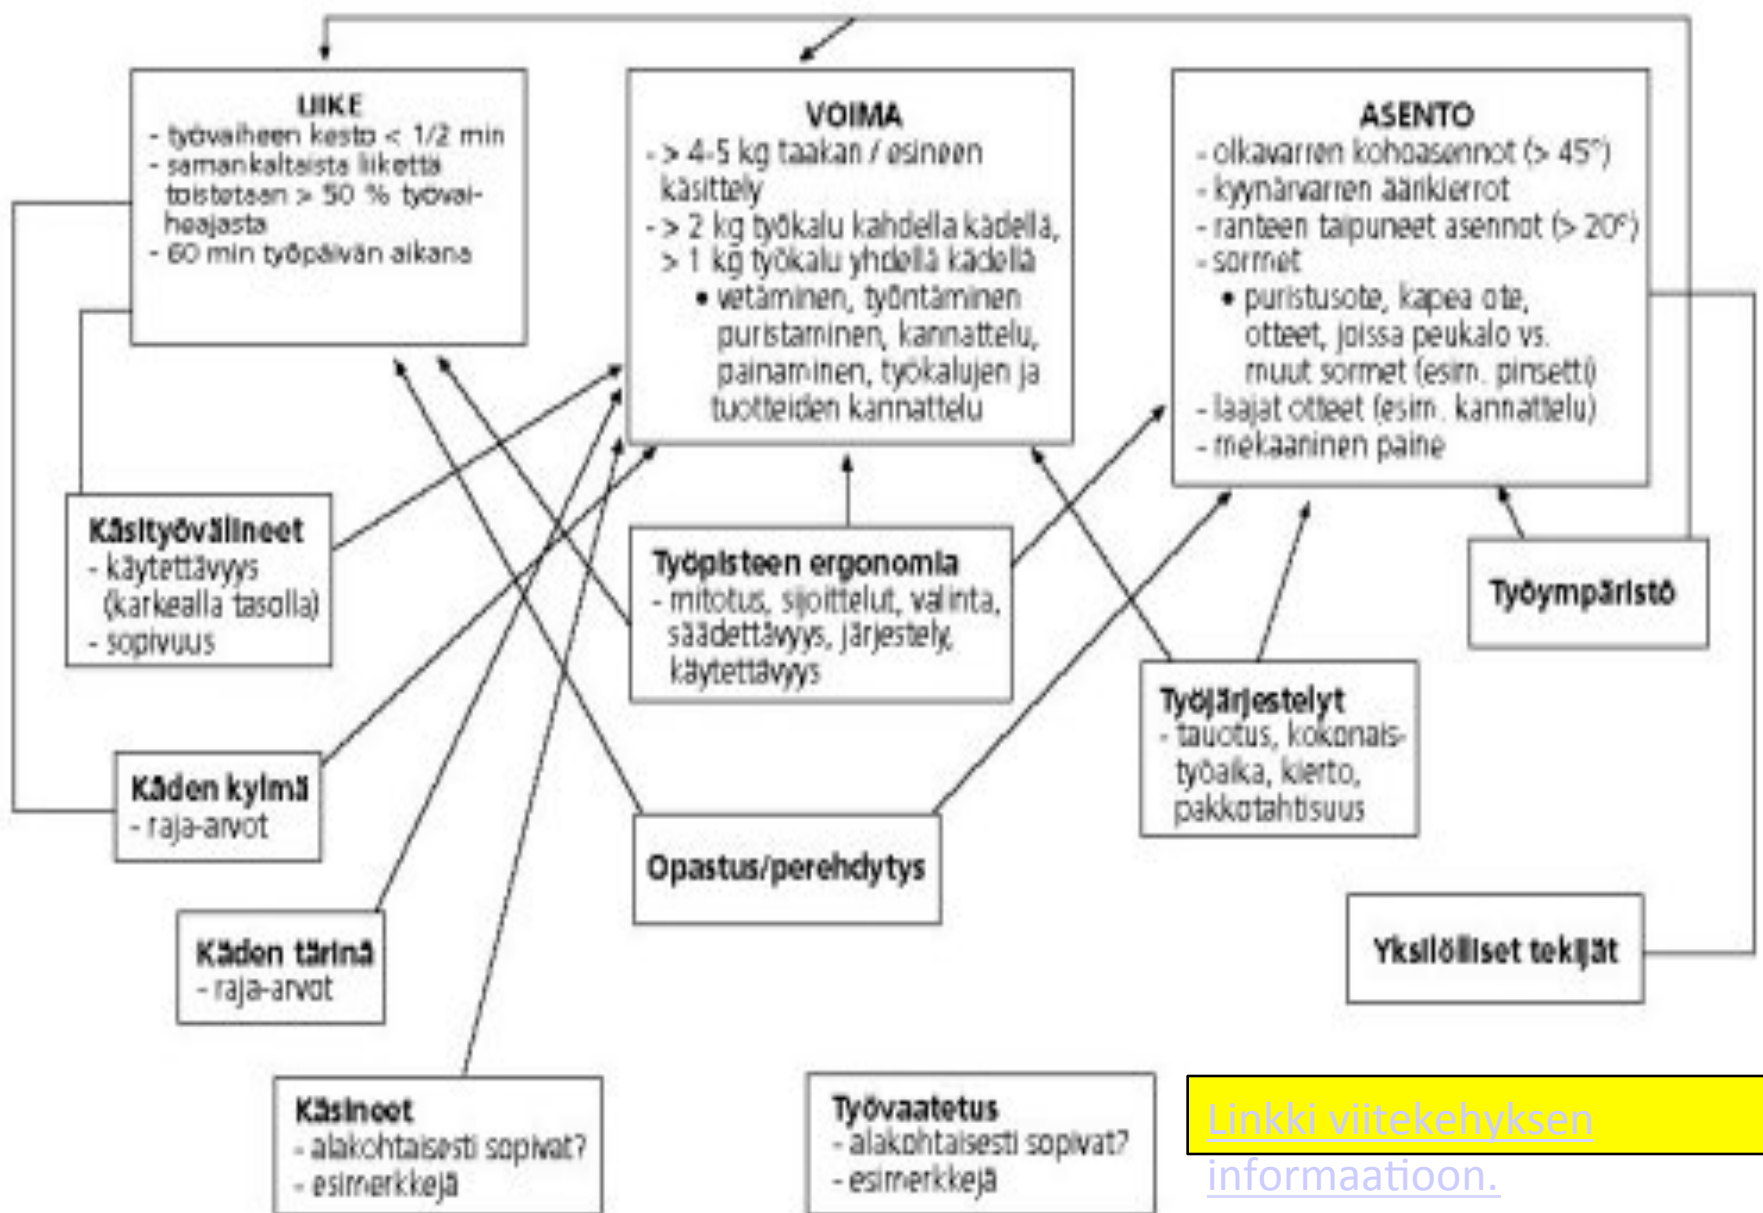 LIIKE
- työvaiheen kesto < 1/2 min
- samankaltaista liikettä
toistetaan > 50 % työvai-
heajasta
- 60 min työpäivän aikana
VOIMA
- > 4-5 kg taakan / esineen
käsittely
- > 2 kg työkalu kahdella kädellä,
> 1 kg työkalu yhdellä kädellä
• vetäminen, työntäminen
puristaminen, kannattelu,
painaminen, työkalujen ja
tuotteiden kannattelu
ASENTO
- olkavarren kohoasennot (> 45°)
- kyynärvarren äärikierrot
- ranteen taipuneet asennot (> 20°)
- sormet
• puristusote, kapea ote,
otteet, joissa peukalo vs.
muut sormet (esim. pinsetti)
- laajat otteet (esim. kannattelu)
- mekaaninen paine
Käsityövälineet
- käytettävyys
(karkealla tasolla)
- sopivuus
Työpisteen ergonomia
- mitotus, sijoittelut, valinta,
säädettävyys, järjestely,
käytettävyys
Työympäristö
Työjärjestelyt
- tauotus, kokonais-
työaika, kierto,
pakkotahtisuus
Käden kylmä
- raja-arvot
Opastus/perehdytys
Käden tärinä
- raja-arvot
Yksilölliset tekijät
Käsineet
- alakohtaisesti sopivat?
- esimerkkejä
Työvaatetus
- alakohtaisesti sopivat?
- esimerkkejä
Linkki viitekehyksen
informaatioon.